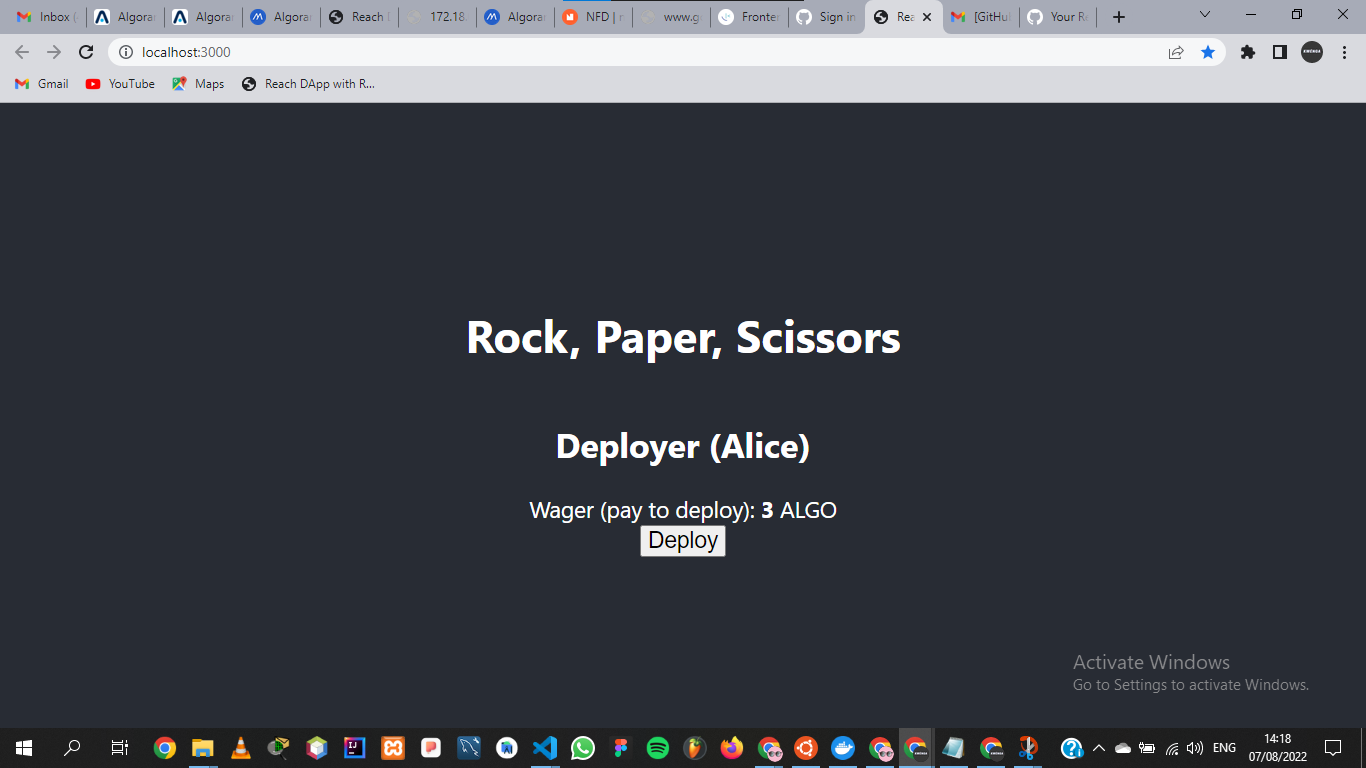 Inbox (
Algora
Algora
Algora
Reach
172.18
Algora
NFD |
www.g
Fronte
Sign in
Rea
[GitHu
Your R
localhost:3000
Gmail
YouTube
Maps
Reach DApp with R...
Rock, Paper, Scissors
Deployer (Alice)
Wager (pay to deploy): 3 ALGO
Deploy
Activate Windows
Go to Settings to activate Windows.
ENG
14:18
07/08/2022